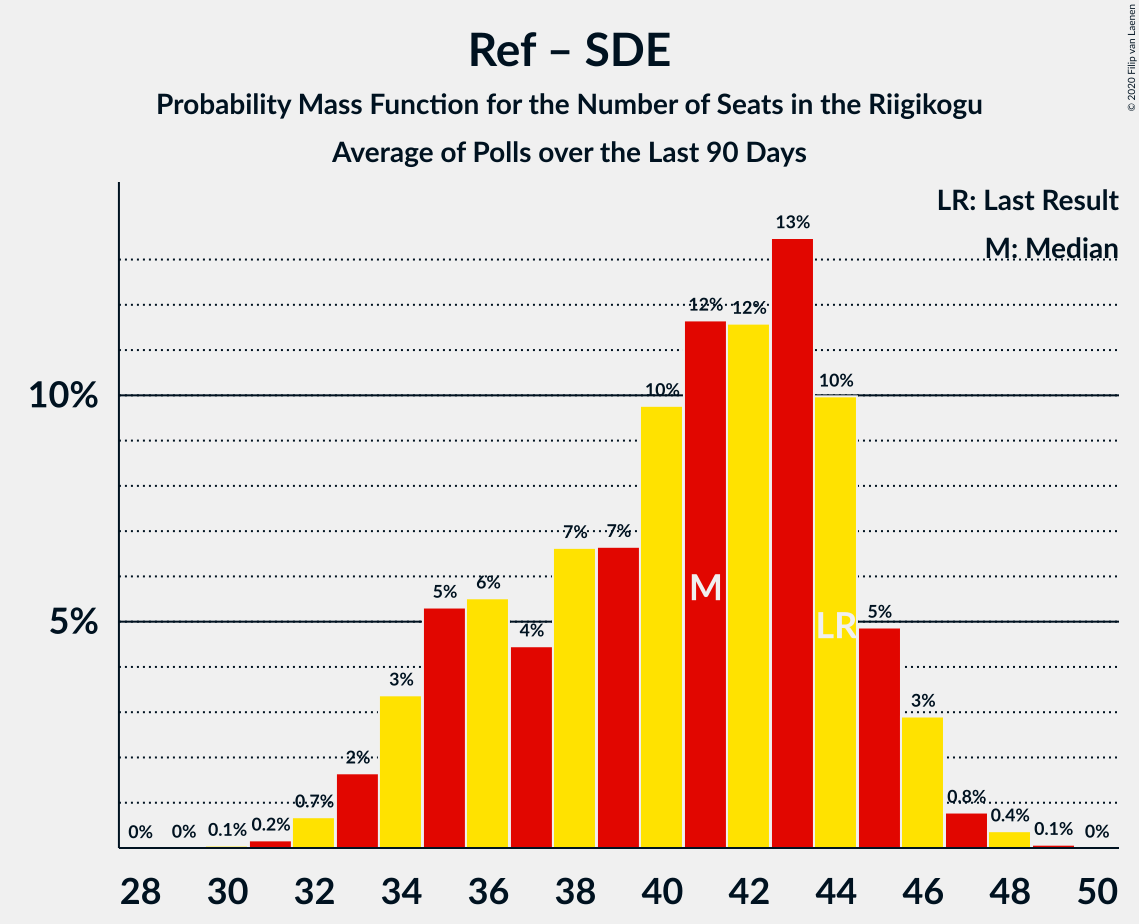 Ref – SDE
Probability Mass Function for the Number of Seats in the Riigikogu
Average of Polls over the Last 90 Days
© 2020 Filip van Laenen
LR: Last Result
M: Median
10%
5%
0% 0% 0.1% 0.2% 0.7% 2% 3% 5% 6% 4% 7% 7% 10% 12% 12% 13% 10% 5% 3% 0.8% 0.4% 0.1% 0%
M
LR
28 30 32 34 36 38 40 42 44 46 48 50